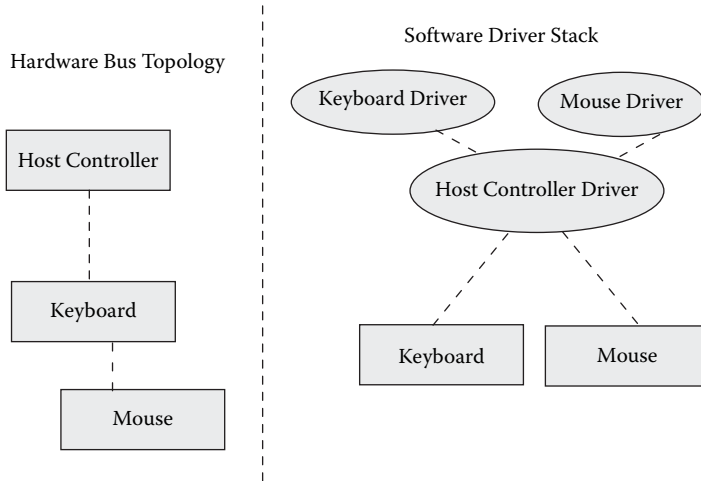 Hardware Bus Topology
Host Controller
Keyboard
Mouse
Software Driver Stack
Keyboard Driver
Mouse Driver
Host Controller Driver
Keyboard
Mouse